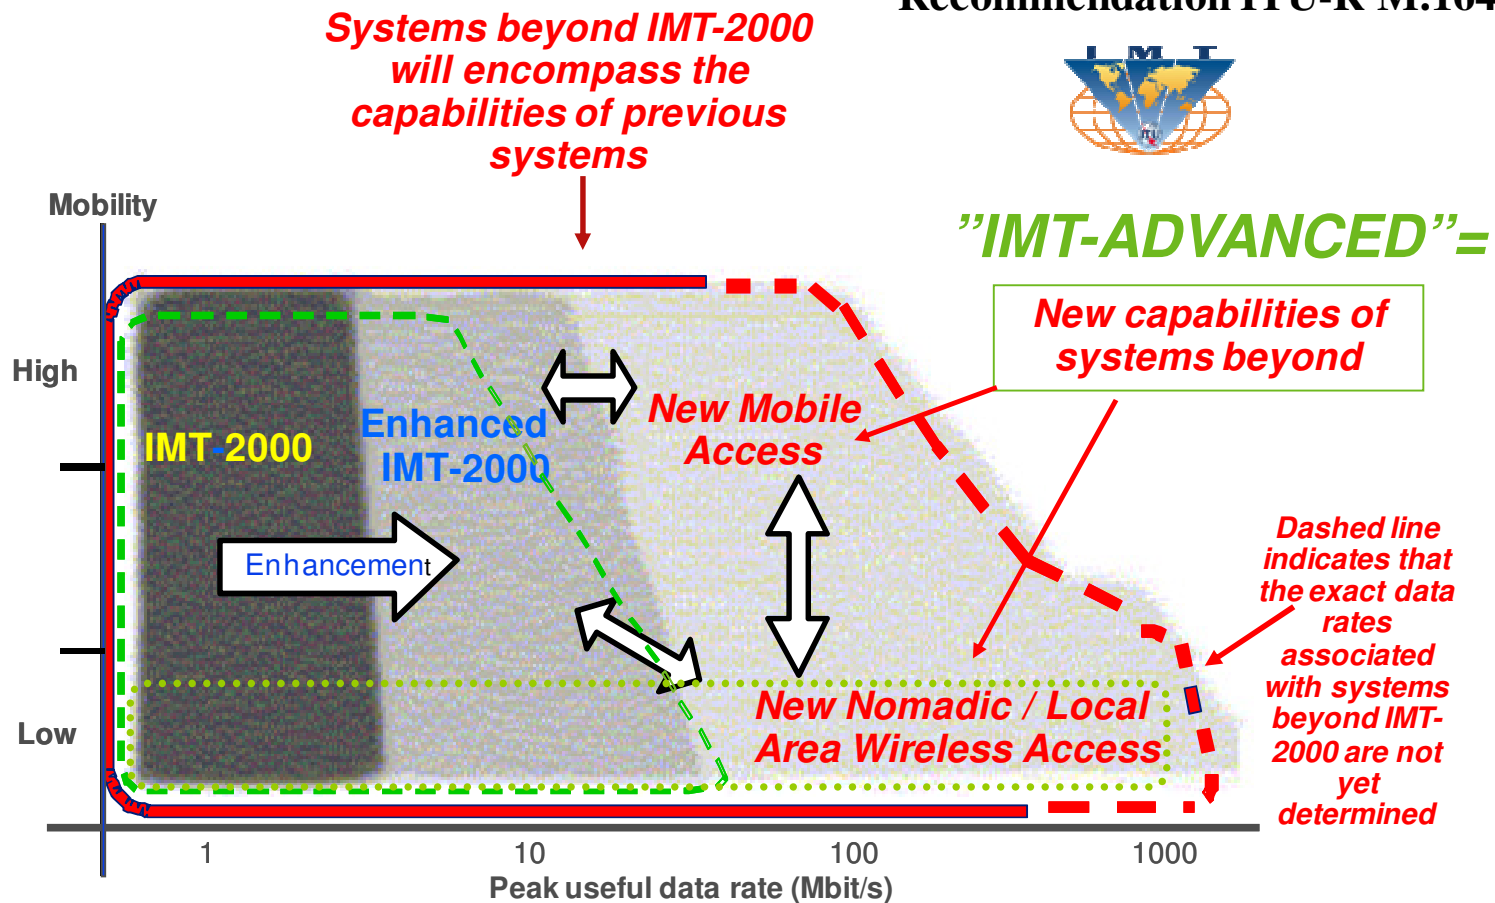 Recommendation ITU-R M.164
Systems beyond IMT-2000
will encompass the
capabilities of previous
systems
I M T
ITU
Mobility
”IMT-ADVANCED”=
New capabilities of
systems beyond
High
New Mobile
Access
Enhanced
IMT-2000
IMT-2000
Enhancement
Dashed line
indicates that
the exact data
rates
associated
with systems
beyond IMT-
2000 are not
yet
determined
New Nomadic / Local
Area Wireless Access
Low
1 10 100 1000
Peak useful data rate (Mbit/s)